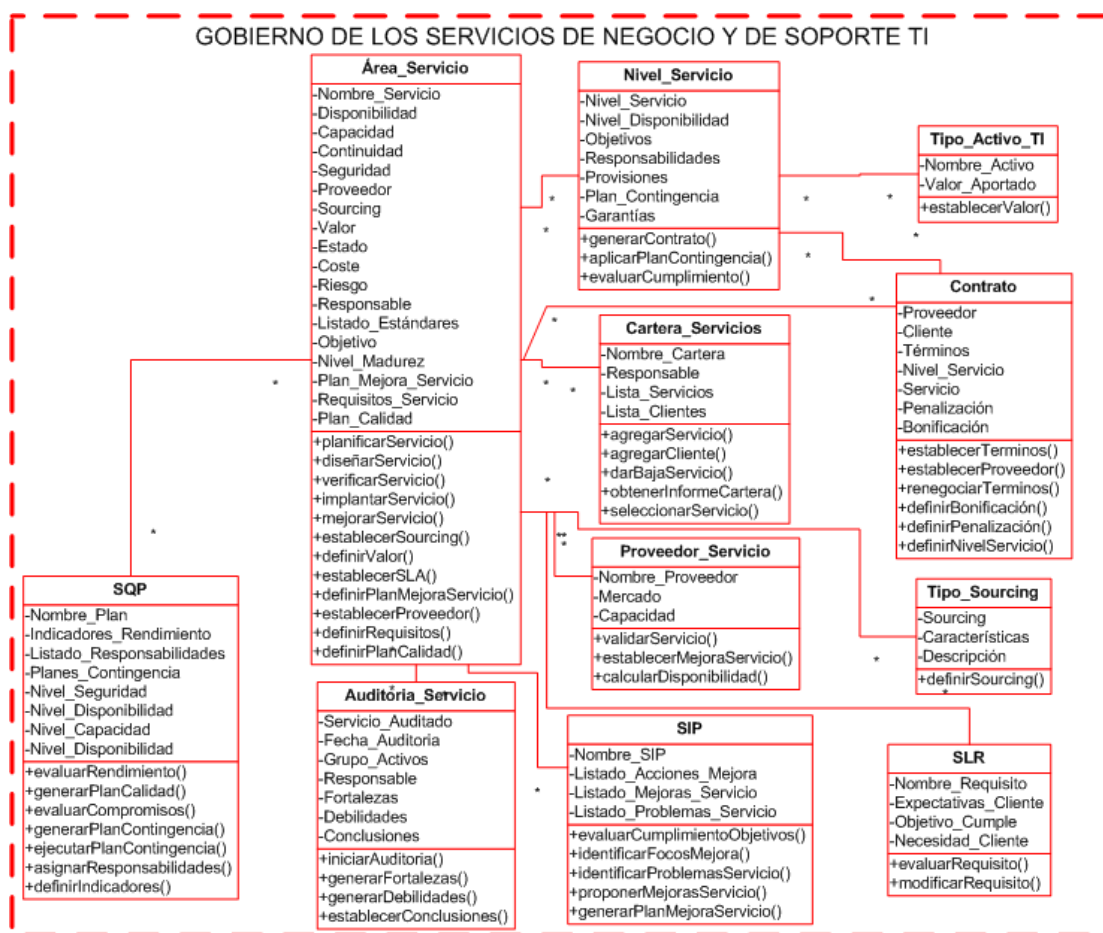 GOBIERNO DE LOS SERVICIOS DE NEGOCIO Y DE SOPORTE TI
Área_Servicio
-Nombre_Servicio
-Disponibilidad
-Capacidad
-Continuidad
-Seguridad
-Proveedor
-Sourcing
-Valor
-Estado
-Coste
-Riesgo
-Responsable
-Listado_Estándares
-Objetivo
-Nivel_Madurez
-Plan_Mejora_Servicio
-Requisitos_Servicio
-Plan_Calidad
+planificarServicio()
+diseñarServicio()
+verificarServicio()
+implantarServicio()
+mejorarServicio()
+establecerSourcing()
+definirValor()
+establecerSLA()
+definirPlanMejoraServicio()
+establecerProveedor()
+definirRequisitos()
+definirPlanCalidad()
Nivel_Servicio
-Nivel_Servicio
-Nivel_Disponibilidad
-Objetivos
-Responsabilidades
-Provisiones
-Plan_Contingencia
-Garantías
+generarContrato()
+aplicarPlanContingencia()
+evaluarCumplimiento()
Tipo_Activo_TI
-Nombre_Activo
-Valor_Aportado
+establecerValor()
Contrato
-Proveedor
-Cliente
-Términos
-Nivel_Servicio
-Servicio
-Penalización
-Bonificación
+establecerTerminos()
+establecerProveedor()
+renegociarTerminos()
+definirBonificación()
+definirPenalización()
+definirNivelServicio()
Cartera_Servicios
-Nombre_Cartera
-Responsable
-Lista_Servicios
-Lista_Clientes
+agregarServicio()
+agregarCliente()
+darBajaServicio()
+obtenerInformeCartera()
+seleccionarServicio()
Proveedor_Servicio
-Nombre_Proveedor
-Mercado
-Capacidad
+validarServicio()
+establecerMejoraServicio()
+calcularDisponibilidad()
Tipo_Sourcing
-Sourcing
-Características
-Descripción
+definirSourcing()
SQP
-Nombre_Plan
-Indicadores_Rendimiento
-Listado_Responsabilidades
-Planes_Contingencia
-Nivel_Seguridad
-Nivel_Disponibilidad
-Nivel_Capacidad
-Nivel_Disponibilidad
+evaluarRendimiento()
+generarPlanCalidad()
+evaluarCompromisos()
+generarPlanContingencia()
+ejecutarPlanContingencia()
+asignarResponsabilidades()
+definirIndicadores()
Auditoria_Servicio
-Servicio_Auditado
-Fecha_Auditoria
-Grupo_Activos
-Responsable
-Fortalezas
-Debilidades
-Conclusiones
+iniciarAuditoria()
+generarFortalezas()
+generarDebilidades()
+establecerConclusiones()
SIP
-Nombre_SIP
-Listado_Acciones_Mejora
-Listado_Mejoras_Servicio
-Listado_Problemas_Servicio
+evaluarCumplimientoObjetivos()
+identificarFocosMejora()
+identificarProblemasServicio()
+proponerMejorasServicio()
+generarPlanMejoraServicio()
SLR
-Nombre_Requisito
-Expectativas_Cliente
-Objetivo_Cumple
-Necesidad_Cliente
+evaluarRequisito()
+modificarRequisito()